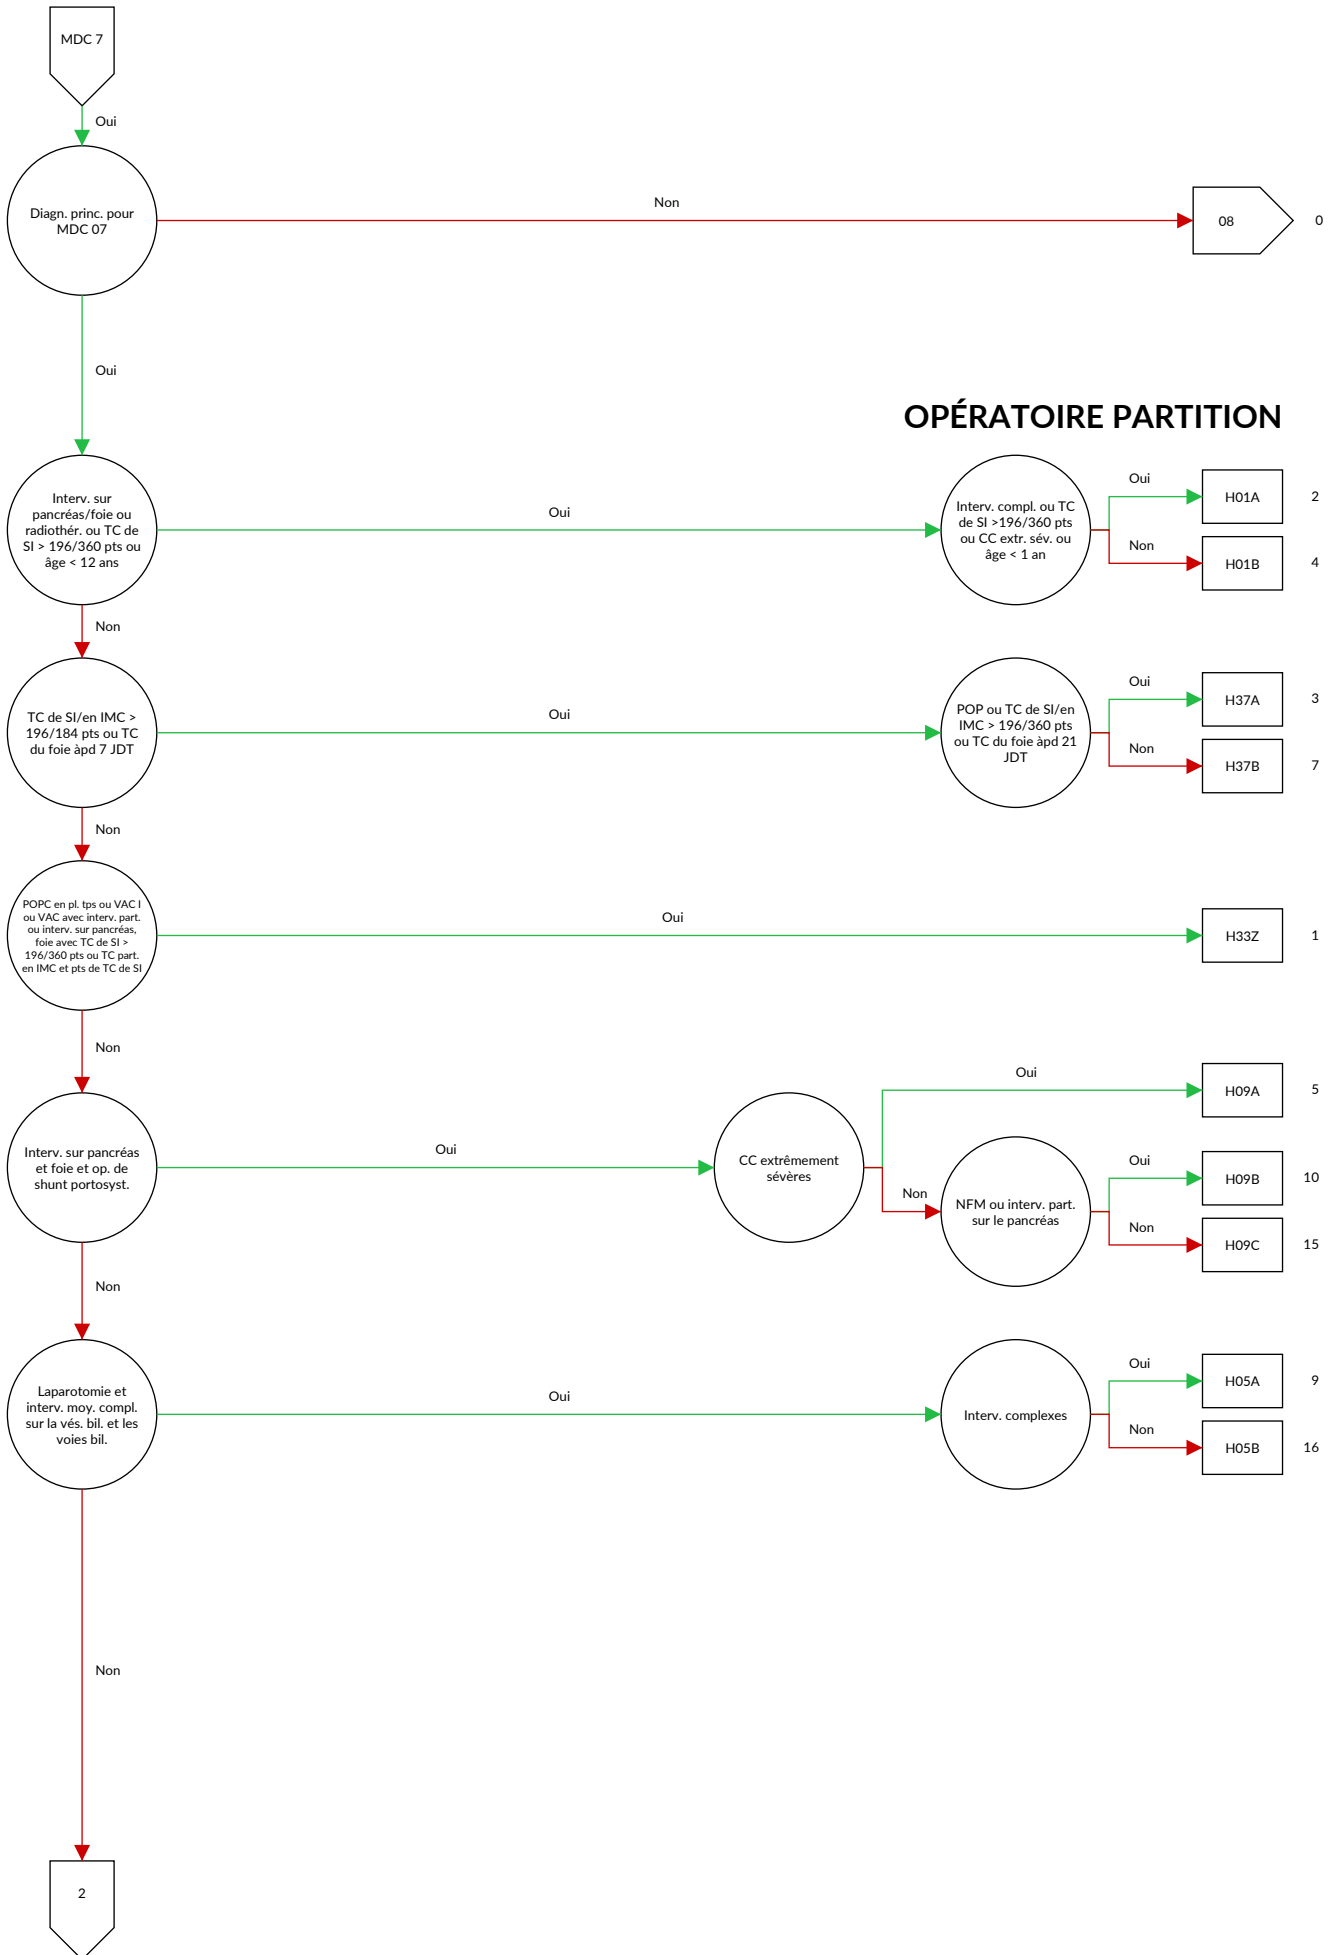 MDC 7
Oui
Diagn. princ. pour
MDC 07
Non
08
0
Oui
OPÉRATOIRE PARTITION
Interv. sur
pancréas/foie ou
radiothér. ou TC de
SI > 196/360 pts ou
âge < 12 ans
Oui
Interv. compl. ou TC
de SI >196/360 pts
ou CC extr. sév. ou
âge < 1 an
Oui
H01A
2
Non
H01B
4
Non
TC de SI/en IMC >
196/184 pts ou TC
du foie àpd 7 JDT
Oui
POP ou TC de SI/en
IMC > 196/360 pts
ou TC du foie àpd 21
JDT
Oui
H37A
3
Non
H37B
7
Non
POPC en pl. tps ou VAC I
ou VAC avec interv. part.
ou interv. sur pancréas,
foie avec TC de SI >
196/360 pts ou TC part.
en IMC et pts de TC de SI
Oui
H33Z
1
Non
Interv. sur pancréas
et foie et op. de
shunt portosyst.
Oui
CC extrêmement
sévères
Oui
H09A
5
Non
NFM ou interv. part.
sur le pancréas
Oui
H09B
10
Non
H09C
15
Non
Laparotomie et
interv. moy. compl.
sur la vés. bil. et les
voies bil.
Oui
Interv. complexes
Oui
H05A
9
Non
H05B
16
Non
2